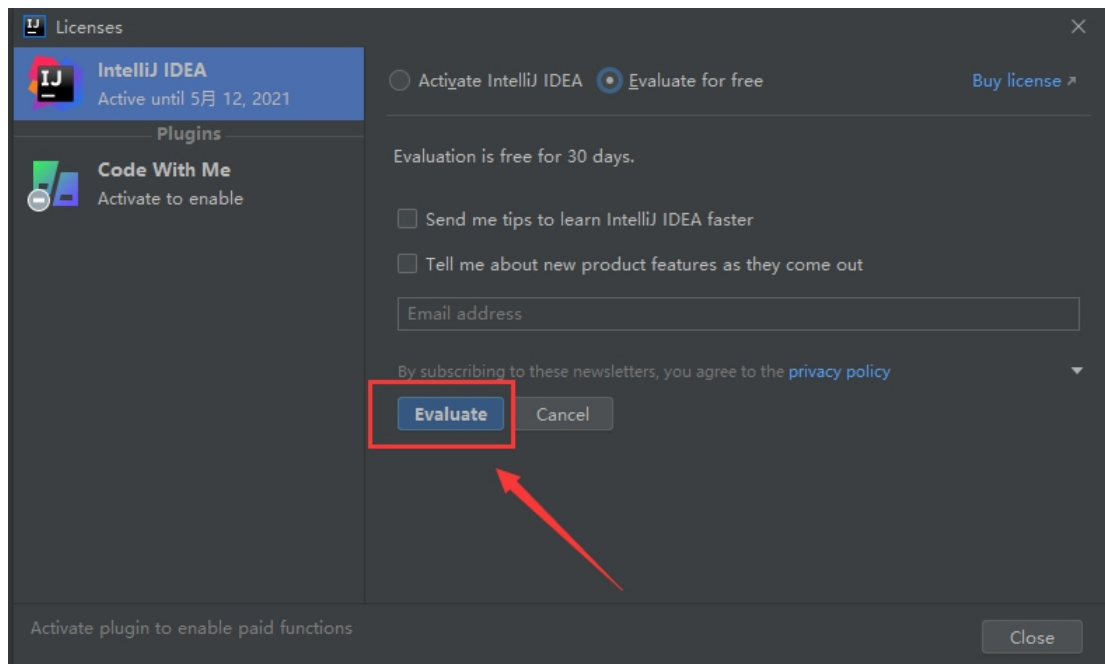 Licenses
IntelliJ IDEA
Active until 5月 12, 2021
Plugins
Code With Me
Activate to enable
Activate IntelliJ IDEA
Evaluate for free
Buy license
Evaluation is free for 30 days.
Send me tips to learn IntelliJ IDEA faster
Tell me about new product features as they come out
Email address
By subscribing to these newsletters, you agree to the privacy policy
Evaluate
Cancel
Activate plugin to enable paid functions
Close